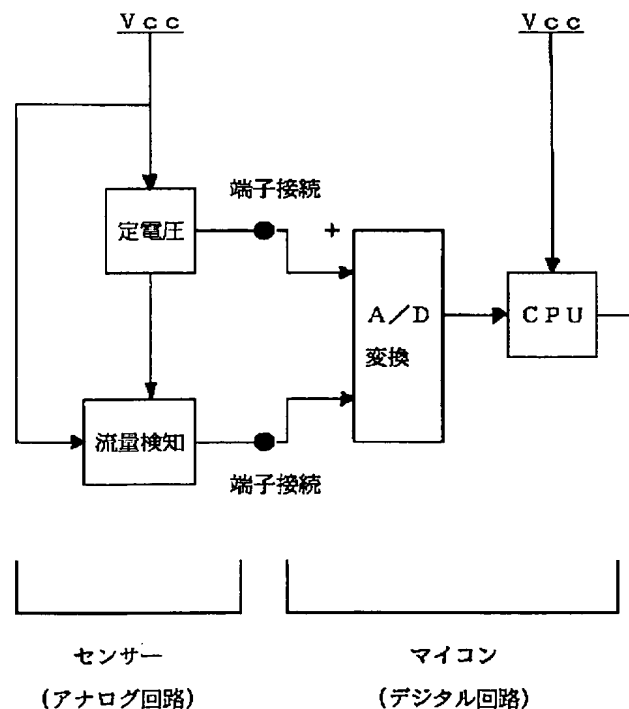 Ｖｃｃ
Ｖｃｃ
端子接続
定電圧
＋
Ａ／Ｄ
変換
ＣＰＵ
流量検知
端子接続
センサー
(アナログ回路)
マイコン
(デジタル回路)